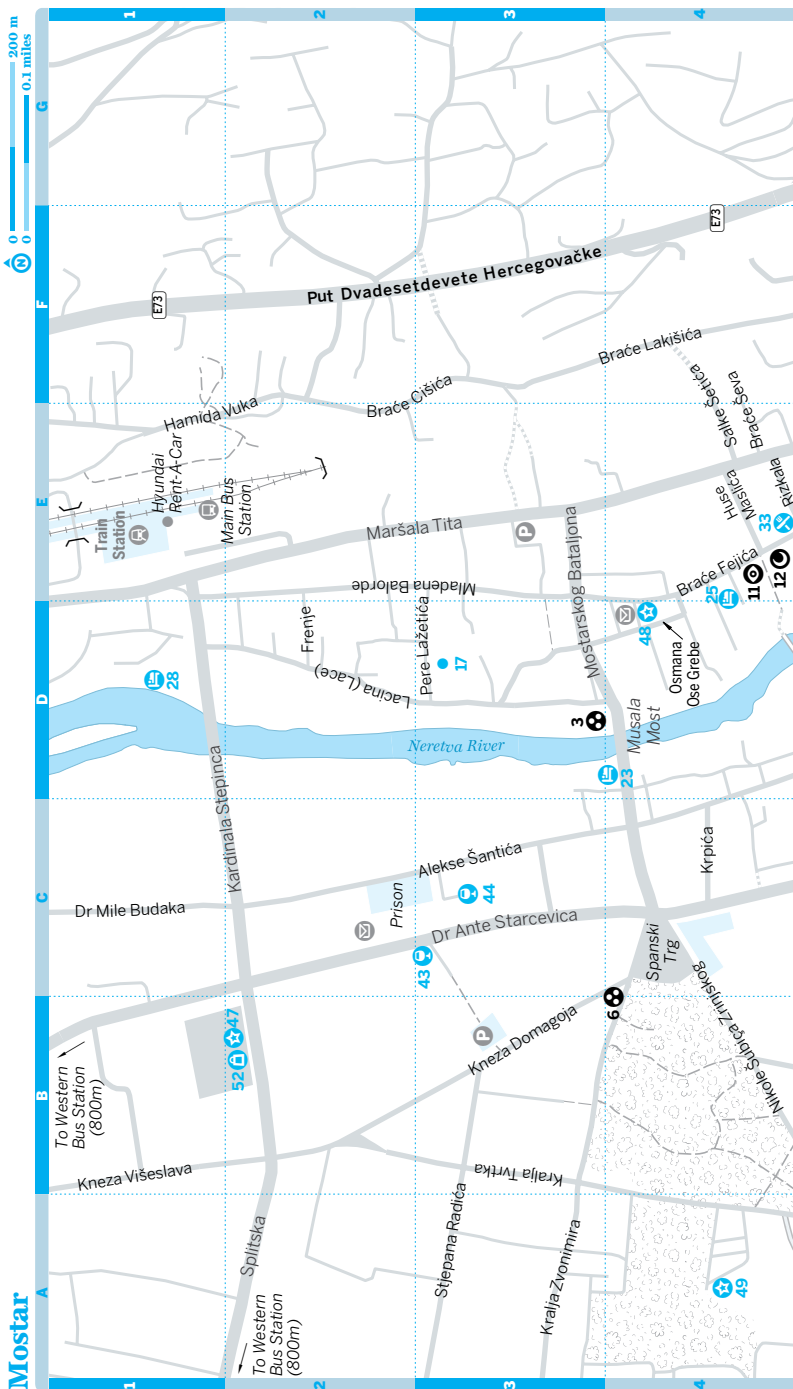 Mostar
0 200 m
0 0.1 miles
N
A
B
C
D
E
F
G
1
2
3
4
1
2
3
4
To Western
Bus Station
(800m)
To Western
Bus Station
(800m)
Kneza Višeslava
Splitska
52
47
Dr Mile Budaka
Kardinala Stepinca
28
Train
Station
Hyundai
Rent-A-Car
Main Bus
Station
Hamida Vuka
E73
Put Dvadesetdevete Hercegovačke
Braće Cišića
Maršala Tita
Mladena Balorde
Frenje
Lacina (Lace)
Pere Lažetića
17
Neretva River
Prison
Alekse Šantića
44
43
Dr Ante Starcevica
P
Kneza Domagoja
Stjepana Radića
Kralja Tvrtka
Kralja Zvonimira
6
Spanski
Trg
Nikole Šubića Zrinjskog
49
Krpića
23
3
Musala
Most
Mostarskog Bataljona
P
48
Osmana
Ose Grebe
25
Braće Fejića
11
12
33
Huse
Maslića
Rizkala
Salke Šetića
Braće Ševa
Braće Lakišića
E73